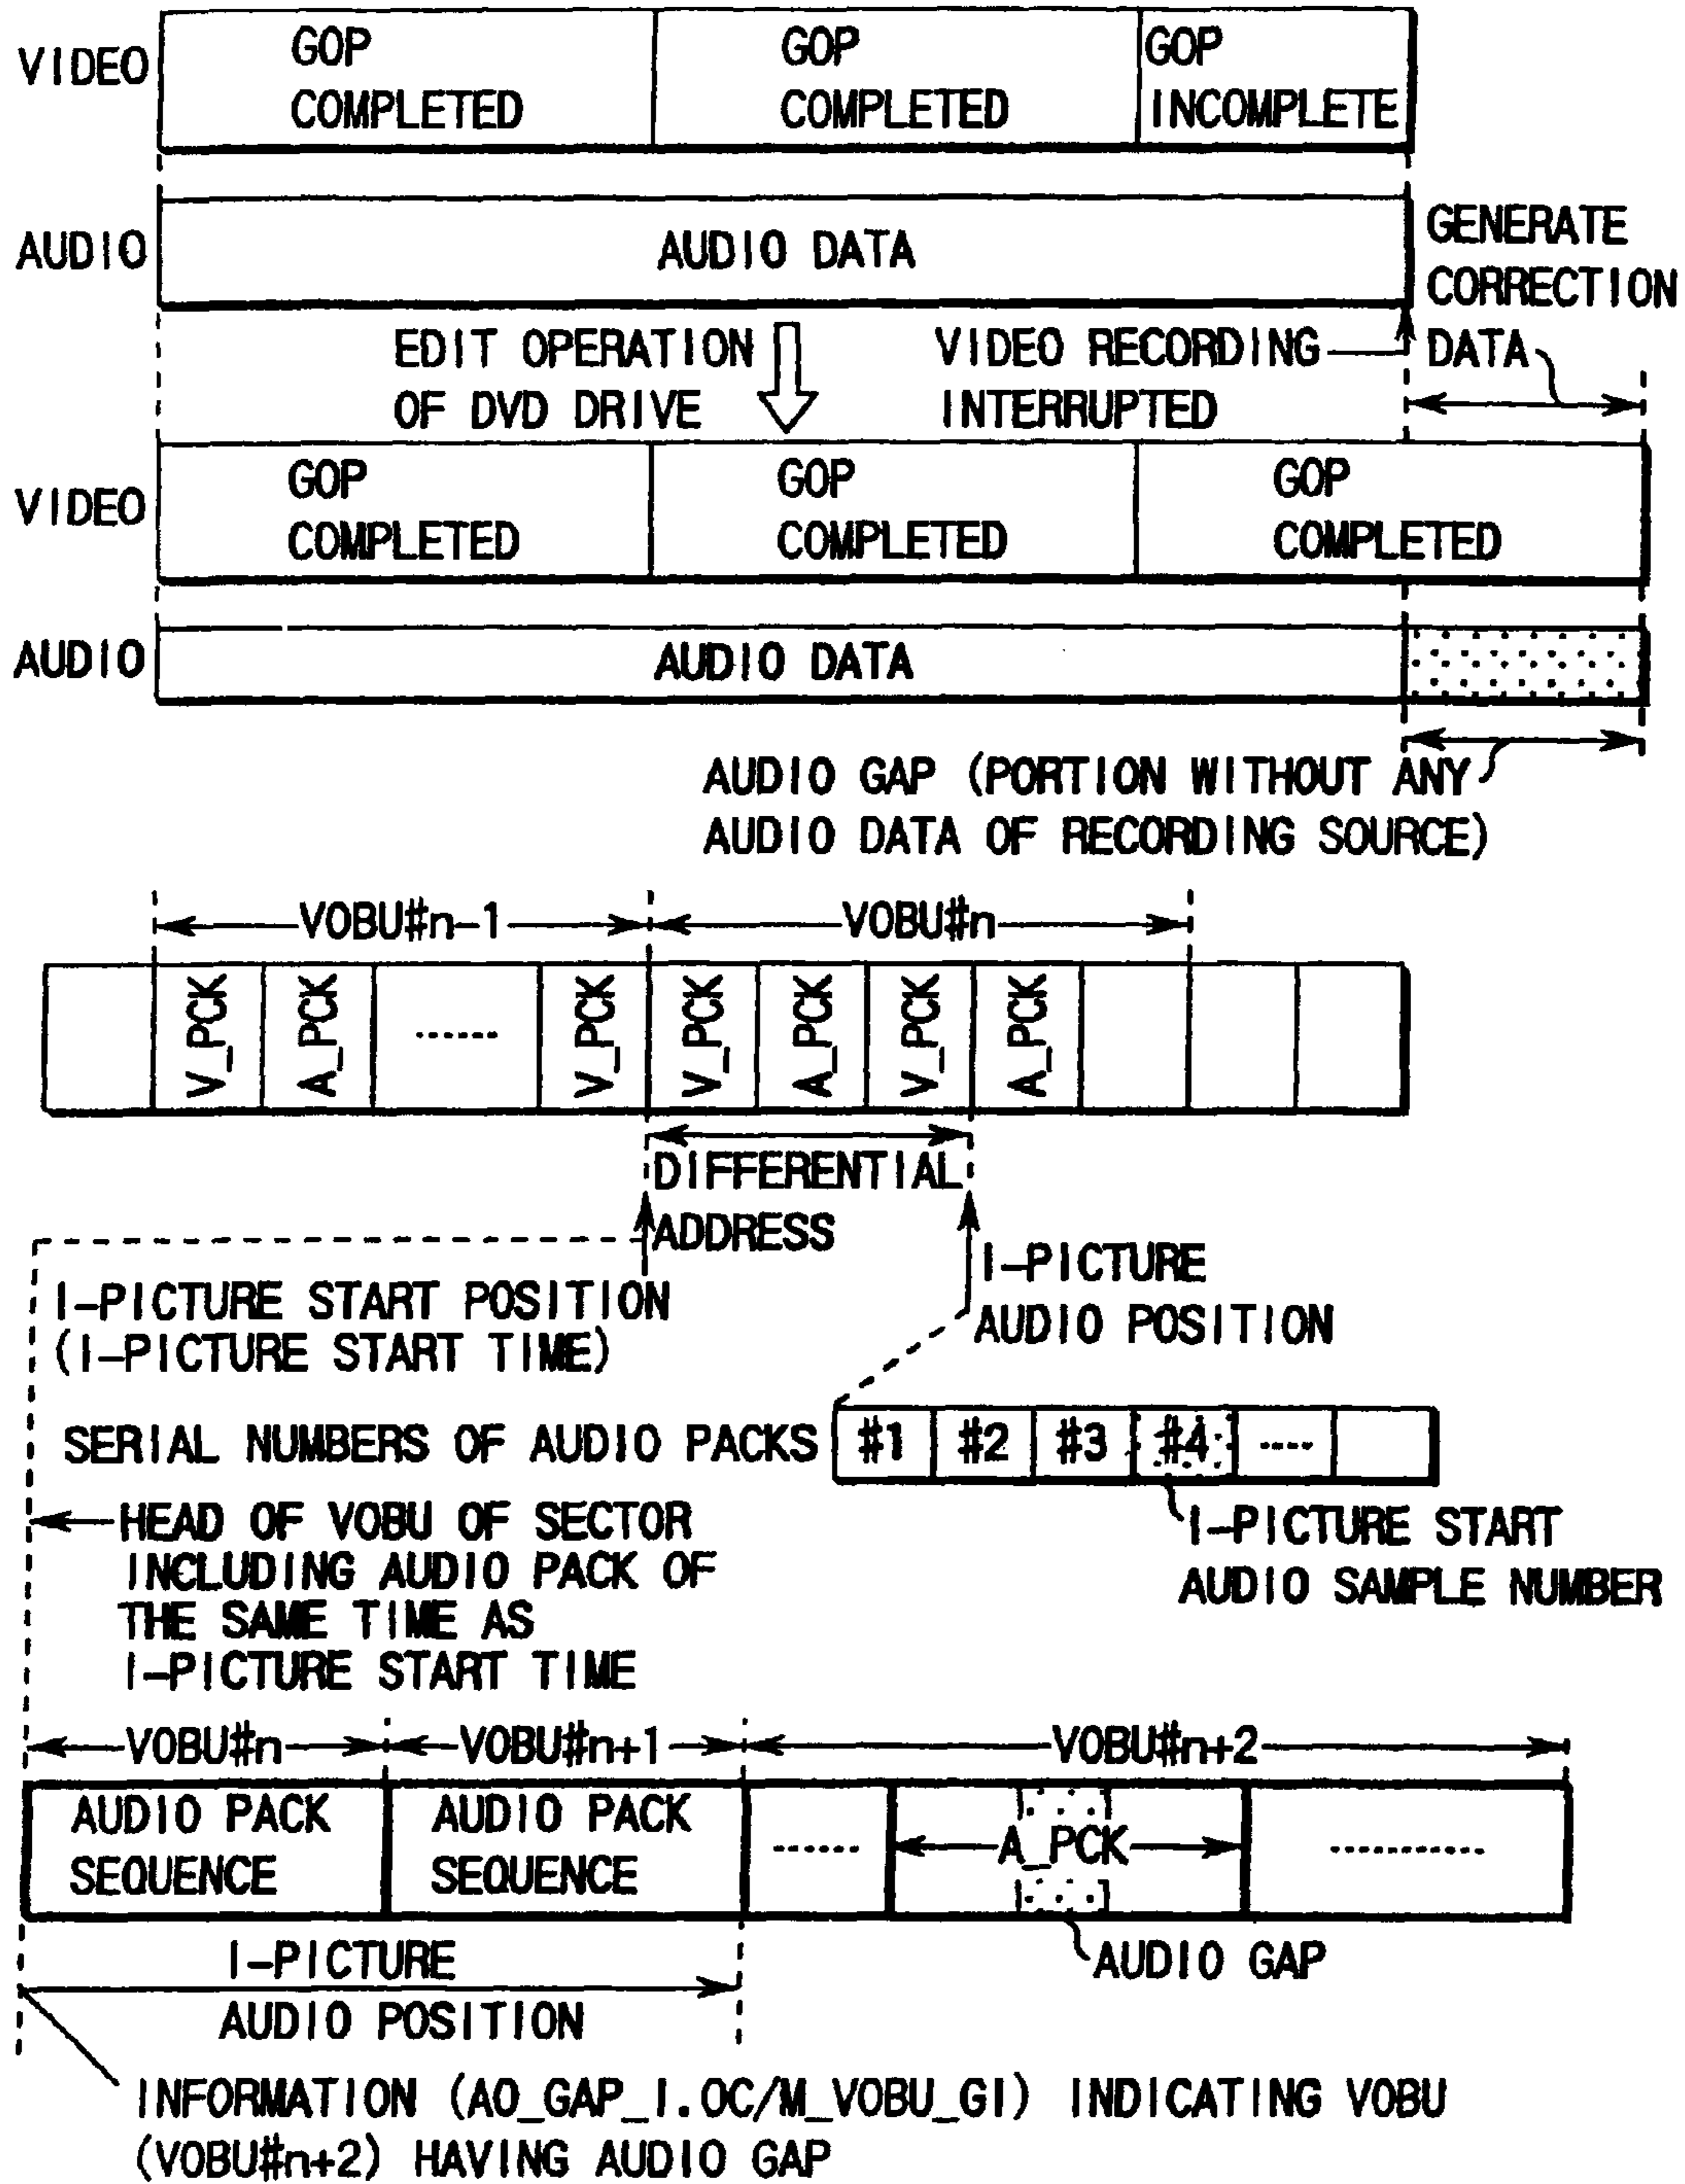 VIDEO
GOP
COMPLETED
GOP
COMPLETED
GOP
INCOMPLETE
AUDIO
AUDIO DATA
GENERATE
CORRECTION
DATA
EDIT OPERATION
OF DVD DRIVE
VIDEO RECORDING
INTERRUPTED
VIDEO
GOP
COMPLETED
GOP
COMPLETED
GOP
COMPLETED
AUDIO
AUDIO DATA
AUDIO GAP (PORTION WITHOUT ANY
AUDIO DATA OF RECORDING SOURCE)
VOBU#n-1
VOBU#n
V_PCK
A_PCK
......
V_PCK
V_PCK
A_PCK
V_PCK
A_PCK
DIFFERENTIAL
ADDRESS
I-PICTURE START POSITION
(I-PICTURE START TIME)
I-PICTURE
AUDIO POSITION
SERIAL NUMBERS OF AUDIO PACKS
#1
#2
#3
#4
....
I-PICTURE START
AUDIO SAMPLE NUMBER
HEAD OF VOBU OF SECTOR
INCLUDING AUDIO PACK OF
THE SAME TIME AS
I-PICTURE START TIME
VOBU#n
VOBU#n+1
VOBU#n+2
AUDIO PACK
SEQUENCE
AUDIO PACK
SEQUENCE
......
A_PCK
...........
AUDIO GAP
I-PICTURE
AUDIO POSITION
INFORMATION (A0_GAP_I.OC/M_VOBU_GI) INDICATING VOBU
(VOBU#n+2) HAVING AUDIO GAP